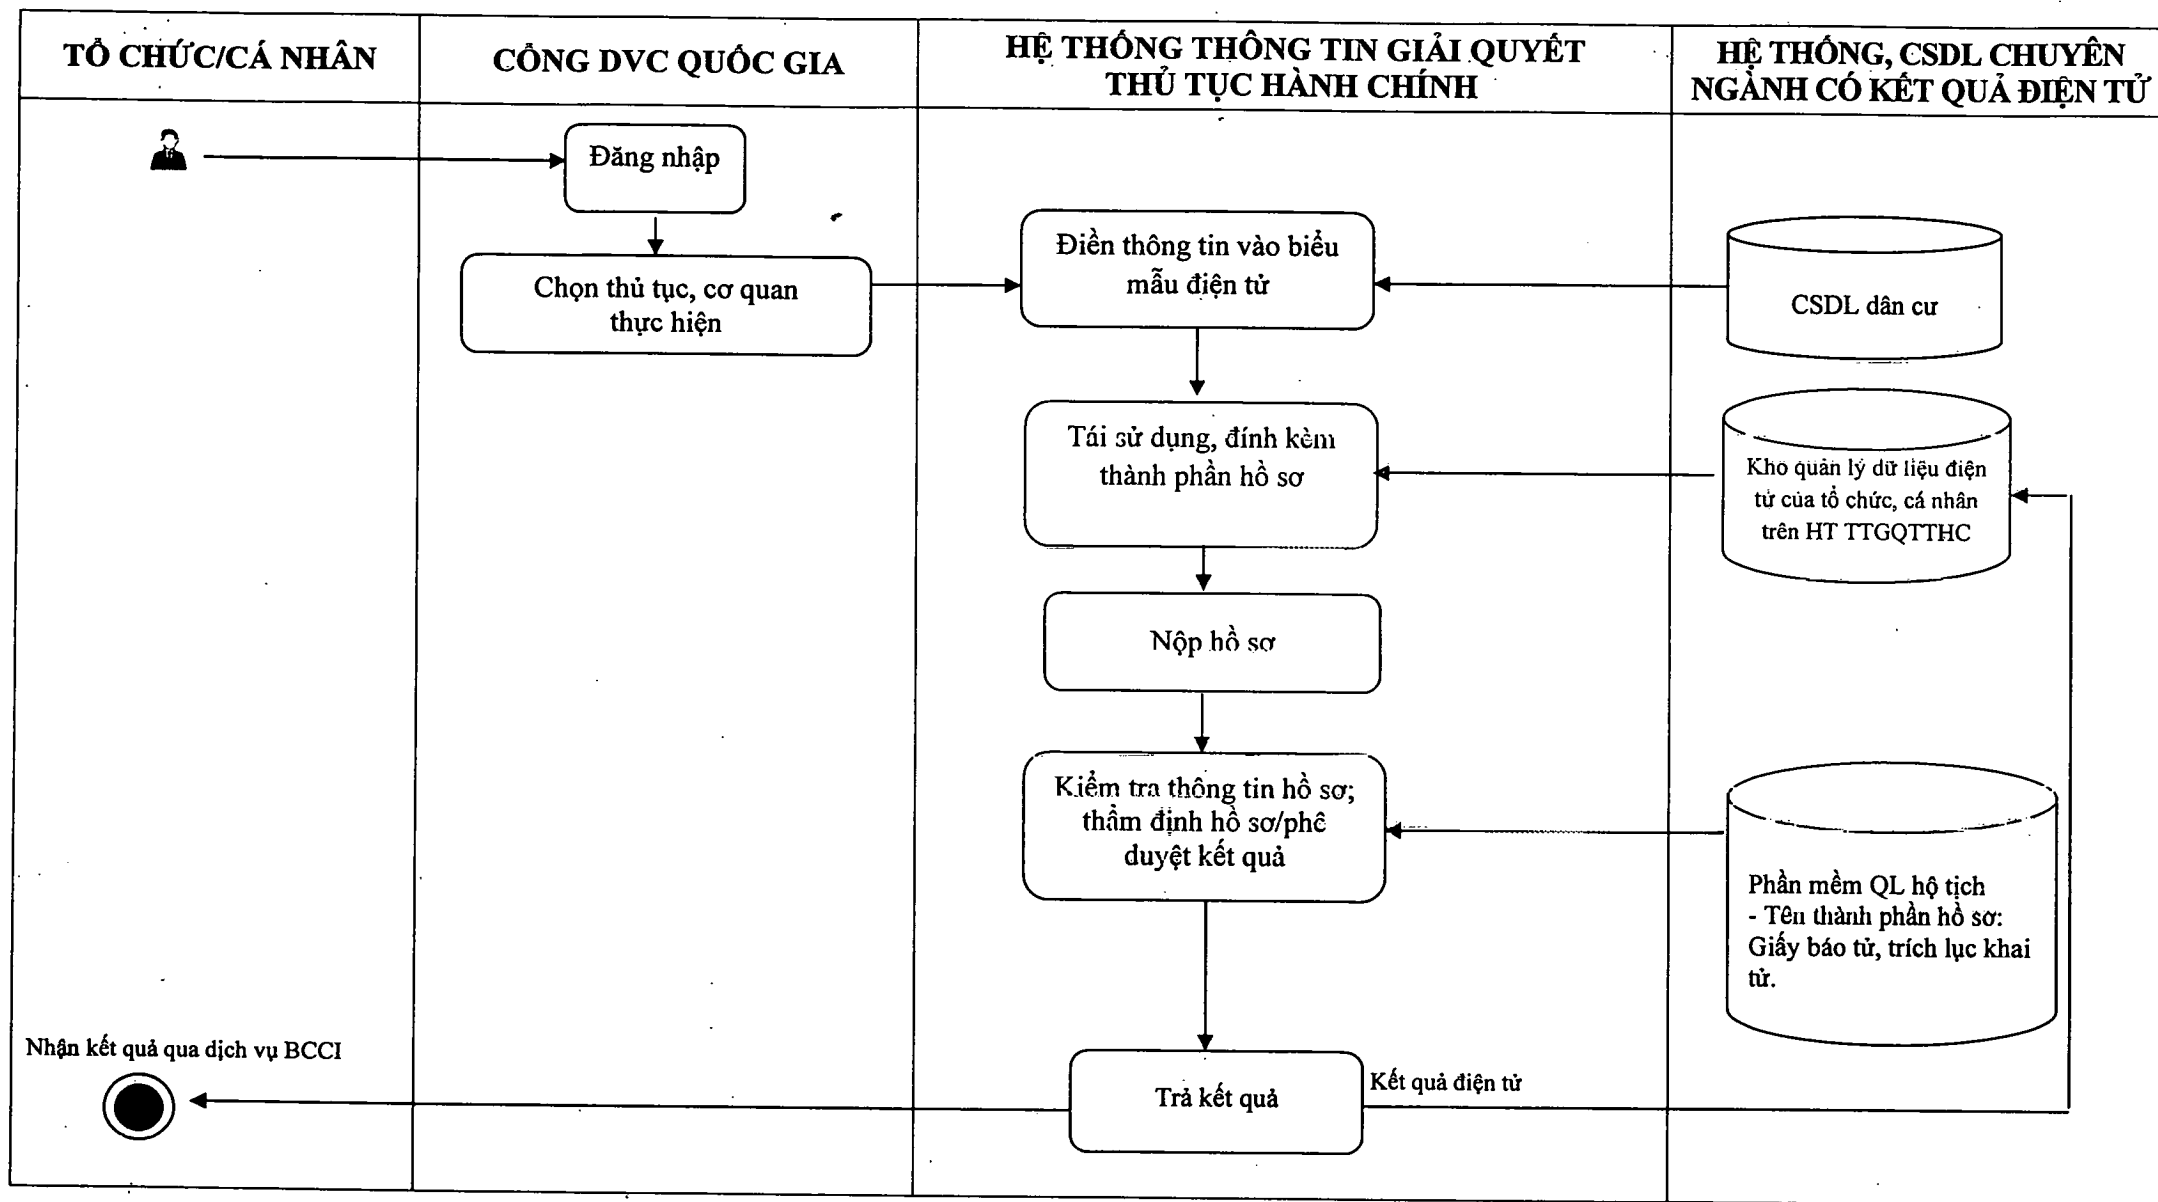 TỔ CHỨC/CÁ NHÂN
CỔNG DVC QUỐC GIA
HỆ THỐNG THÔNG TIN GIẢI QUYẾT
THỦ TỤC HÀNH CHÍNH
HỆ THỐNG, CSDL CHUYÊN
NGÀNH CÓ KẾT QUẢ ĐIỆN TỬ
Đăng nhập
Chọn thủ tục, cơ quan
thực hiện
Điền thông tin vào biểu
mẫu điện tử
CSDL dân cư
Tái sử dụng, đính kèm
thành phần hồ sơ
Kho quản lý dữ liệu điện
tử của tổ chức, cá nhân
trên HT TTGQTTHC
Nộp hồ sơ
Kiểm tra thông tin hồ sơ;
thẩm định hồ sơ/phê
duyệt kết quả
Phần mềm QL hộ tịch
- Tên thành phần hồ sơ:
Giấy báo tử, trích lục khai
tử.
Nhận kết quả qua dịch vụ BCCI
Trả kết quả
Kết quả điện tử